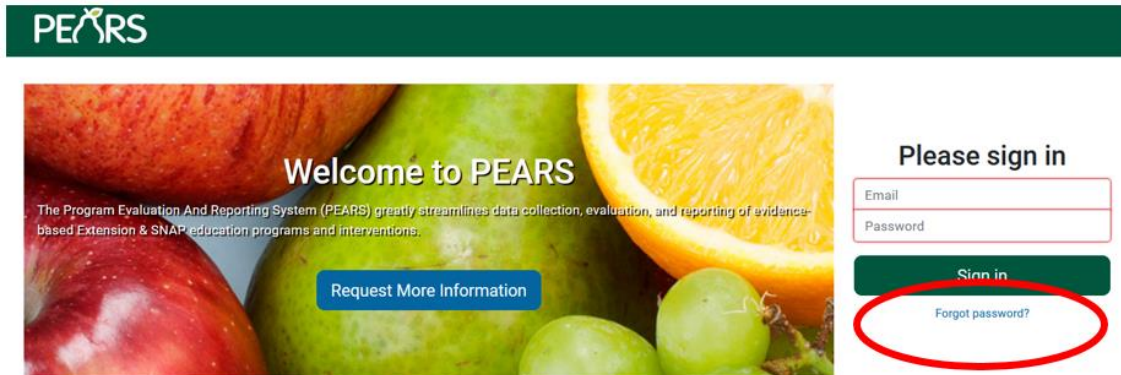 PEARS
Welcome to PEARS
The Program Evaluation And Reporting System (PEARS) greatly streamlines data collection, evaluation, and reporting of evidence-
based Extension & SNAP education programs and interventions.
Request More Information
Please sign in
Email
Password
Sign in
Forgot password?